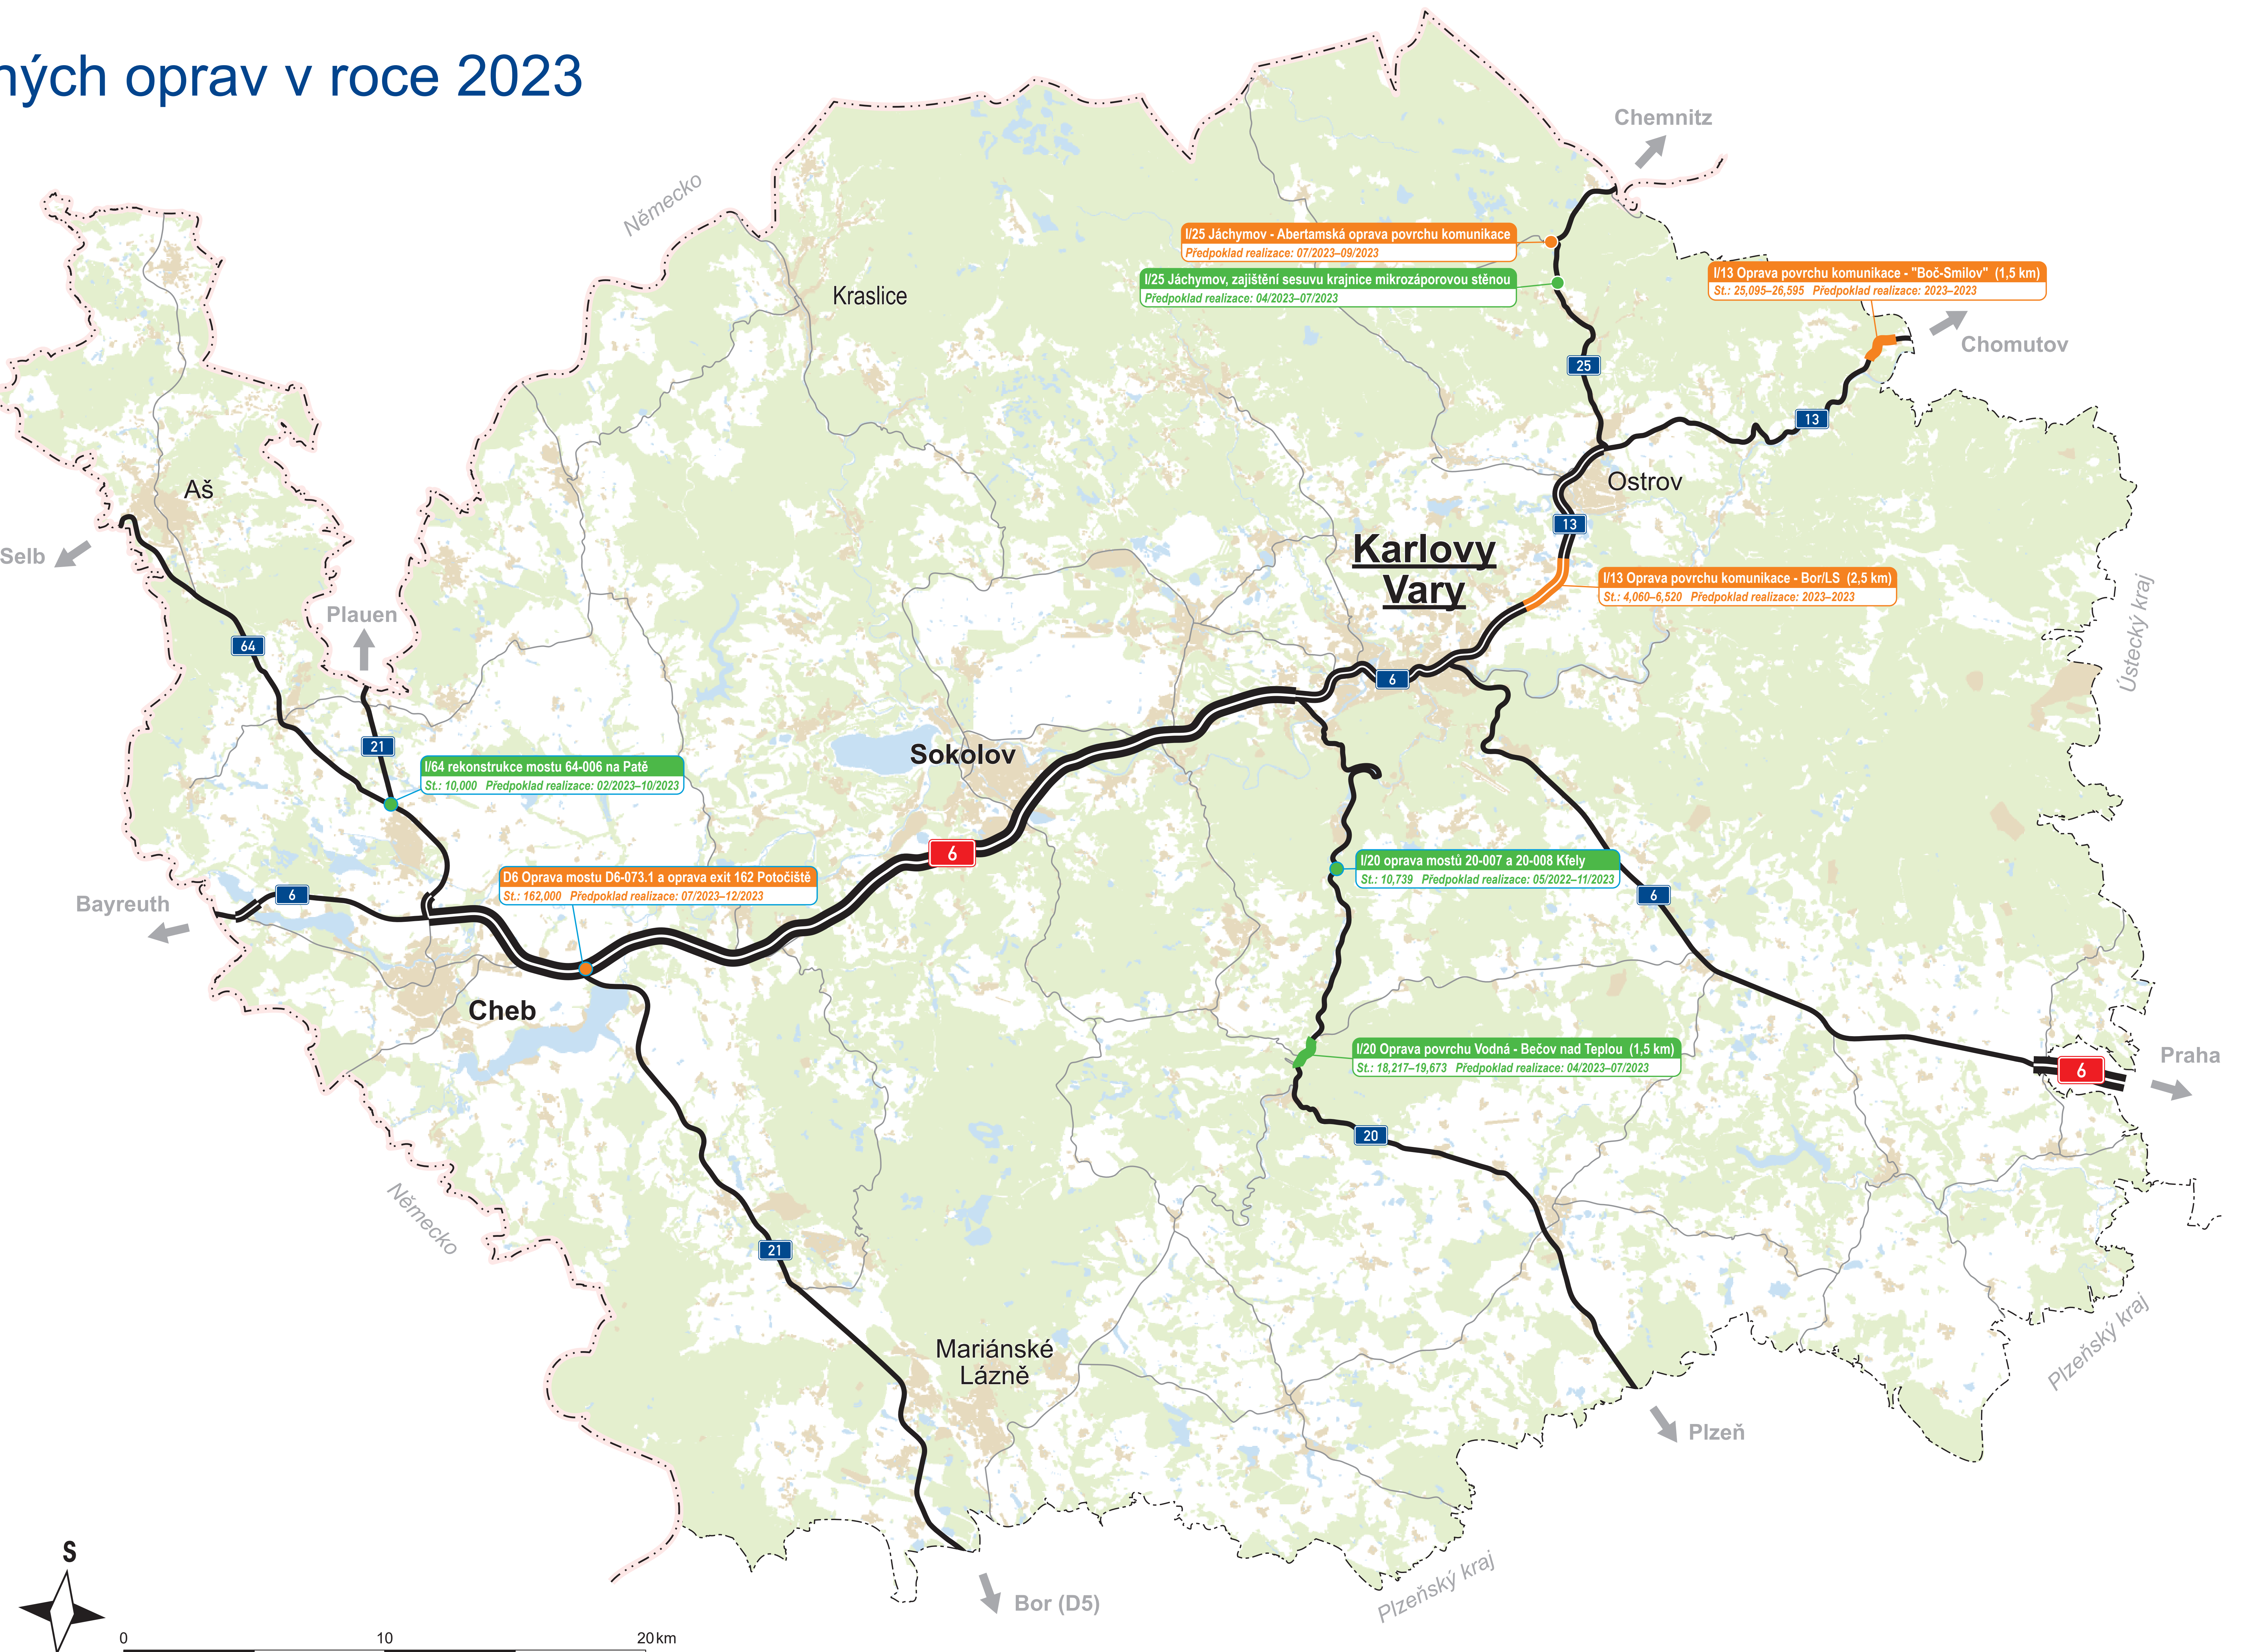 ných oprav v roce 2023
Chemnitz
Německo
I/25 Jáchymov - Abertamská oprava povrchu komunikace
Předpoklad realizace: 07/2023–09/2023
I/25 Jáchymov, zajištění sesuvu krajnice mikrozáporovou stěnou
Předpoklad realizace: 04/2023–07/2023
I/13 Oprava povrchu komunikace - "Boč-Smilov" (1,5 km)
St.: 25,095–26,595 Předpoklad realizace: 2023–2023
Kraslice
Chomutov
25
13
Aš
Ostrov
13
Selb
Karlovy
Vary
I/13 Oprava povrchu komunikace - Bor/LS (2,5 km)
St.: 4,060–6,520 Předpoklad realizace: 2023–2023
Ústecký kraj
Plauen
64
6
21
Sokolov
I/64 rekonstrukce mostu 64-006 na Patě
St.: 10,000 Předpoklad realizace: 02/2023–10/2023
6
I/20 oprava mostů 20-007 a 20-008 Kfely
St.: 10,739 Předpoklad realizace: 05/2022–11/2023
D6 Oprava mostu D6-073.1 a oprava exit 162 Potočiště
St.: 162,000 Předpoklad realizace: 07/2023–12/2023
6
6
Bayreuth
Cheb
I/20 Oprava povrchu Vodná - Bečov nad Teplou (1,5 km)
St.: 18,217–19,673 Předpoklad realizace: 04/2023–07/2023
Praha
6
20
Německo
21
Mariánské
Lázně
Plzeňský kraj
Plzeň
S
Plzeňský kraj
Bor (D5)
0 10 20 km